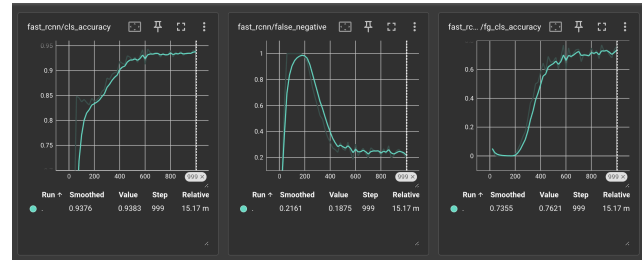 fast_rcnn/cls_accuracy
0.95
0.9
0.85
0.8
0.75
0 200 400 600 800 999 ×
Run ↑ Smoothed Value Step Relative
. 0.9376 0.9383 999 15.17 m
fast_rcnn/false_negative
1
0.8
0.6
0.4
0.2
0 200 400 600 800 999 ×
Run ↑ Smoothed Value Step Relative
. 0.2161 0.1875 999 15.17 m
fast_rc... /fg_cls_accuracy
0.8
0.6
0.4
0.2
0
0 200 400 600 800 999 ×
Run ↑ Smoothed Value Step Relative
. 0.7355 0.7621 999 15.17 m